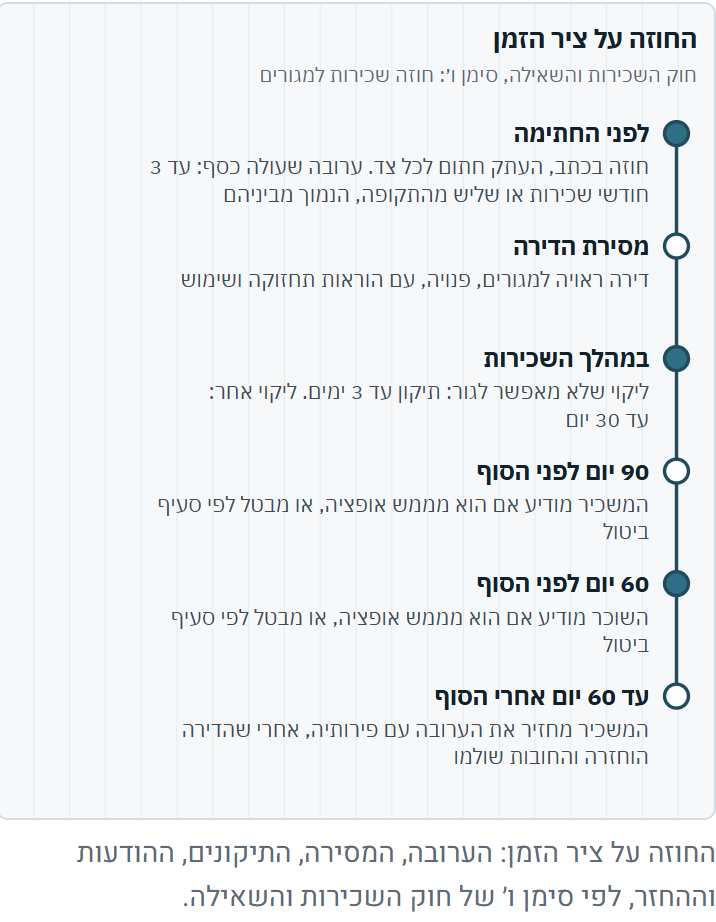 החוזה על ציר הזמן
חוק השכירות והשאילה, סימן ו׳: חוזה שכירות למגורים
לפני החתימה
חוזה בכתב, העתק חתום לכל צד. ערובה שעולה כסף: עד 3
חודשי שכירות או שליש מהתקופה, הנמוך מביניהם
מסירת הדירה
דירה ראויה למגורים, פנויה, עם הוראות תחזוקה ושימוש
במהלך השכירות
ליקוי שלא מאפשר לגור: תיקון עד 3 ימים. ליקוי אחר:
עד 30 יום
90 יום לפני הסוף
המשכיר מודיע אם הוא מממש אופציה, או מבטל לפי סעיף
ביטול
60 יום לפני הסוף
השוכר מודיע אם הוא מממש אופציה, או מבטל לפי סעיף
ביטול
עד 60 יום אחרי הסוף
המשכיר מחזיר את הערובה עם פירותיה, אחרי שהדירה
הוחזרה והחובות שולמו
החוזה על ציר הזמן: הערובה, המסירה, התיקונים, ההודעות
וההחזר, לפי סימן ו׳ של חוק השכירות והשאילה.